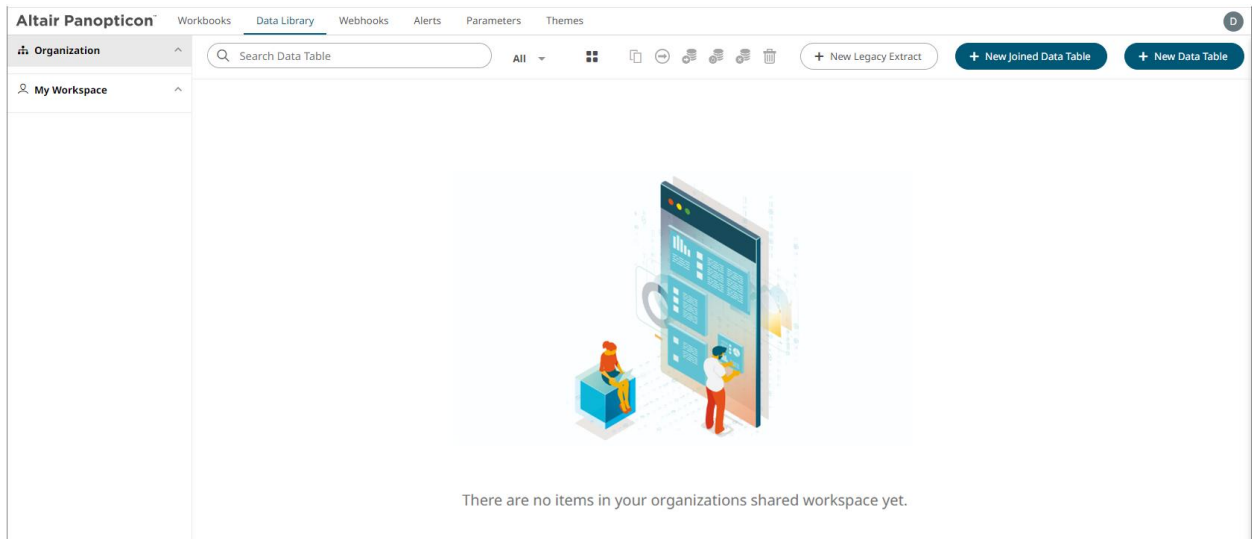 Altair Panopticon™ Workbooks Data Library Webhooks Alerts Parameters Themes D
Organization
Search Data Table All + New Legacy Extract + New Joined Data Table + New Data Table
My Workspace
There are no items in your organizations shared workspace yet.